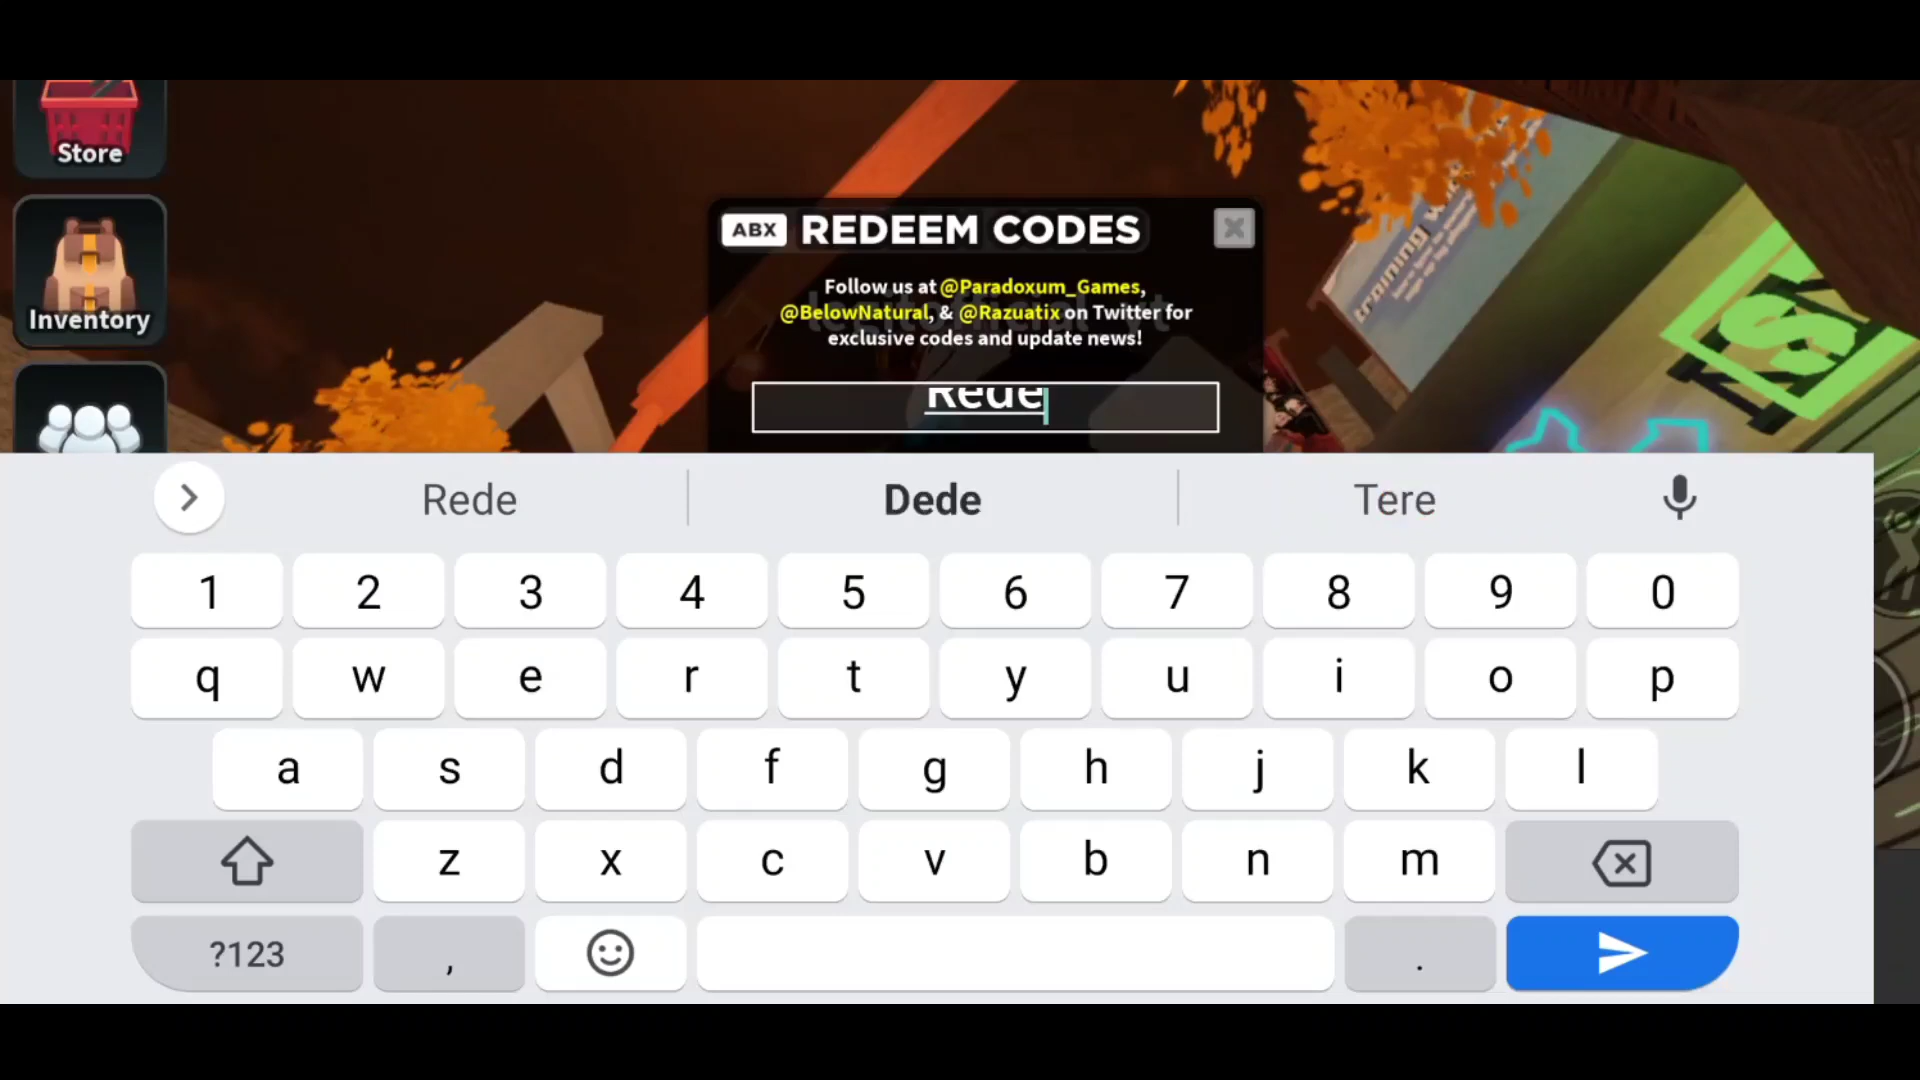 Store
Inventory
ABX REDEEM CODES
Follow us at @Paradoxum_Games,
@BelowNatural, & @Razuatix on Twitter for
exclusive codes and update news!
Rede
training
Rede Dede Tere
1 2 3 4 5 6 7 8 9 0
q w e r t y u i o p
a s d f g h j k l
z x c v b n m
?123 , .